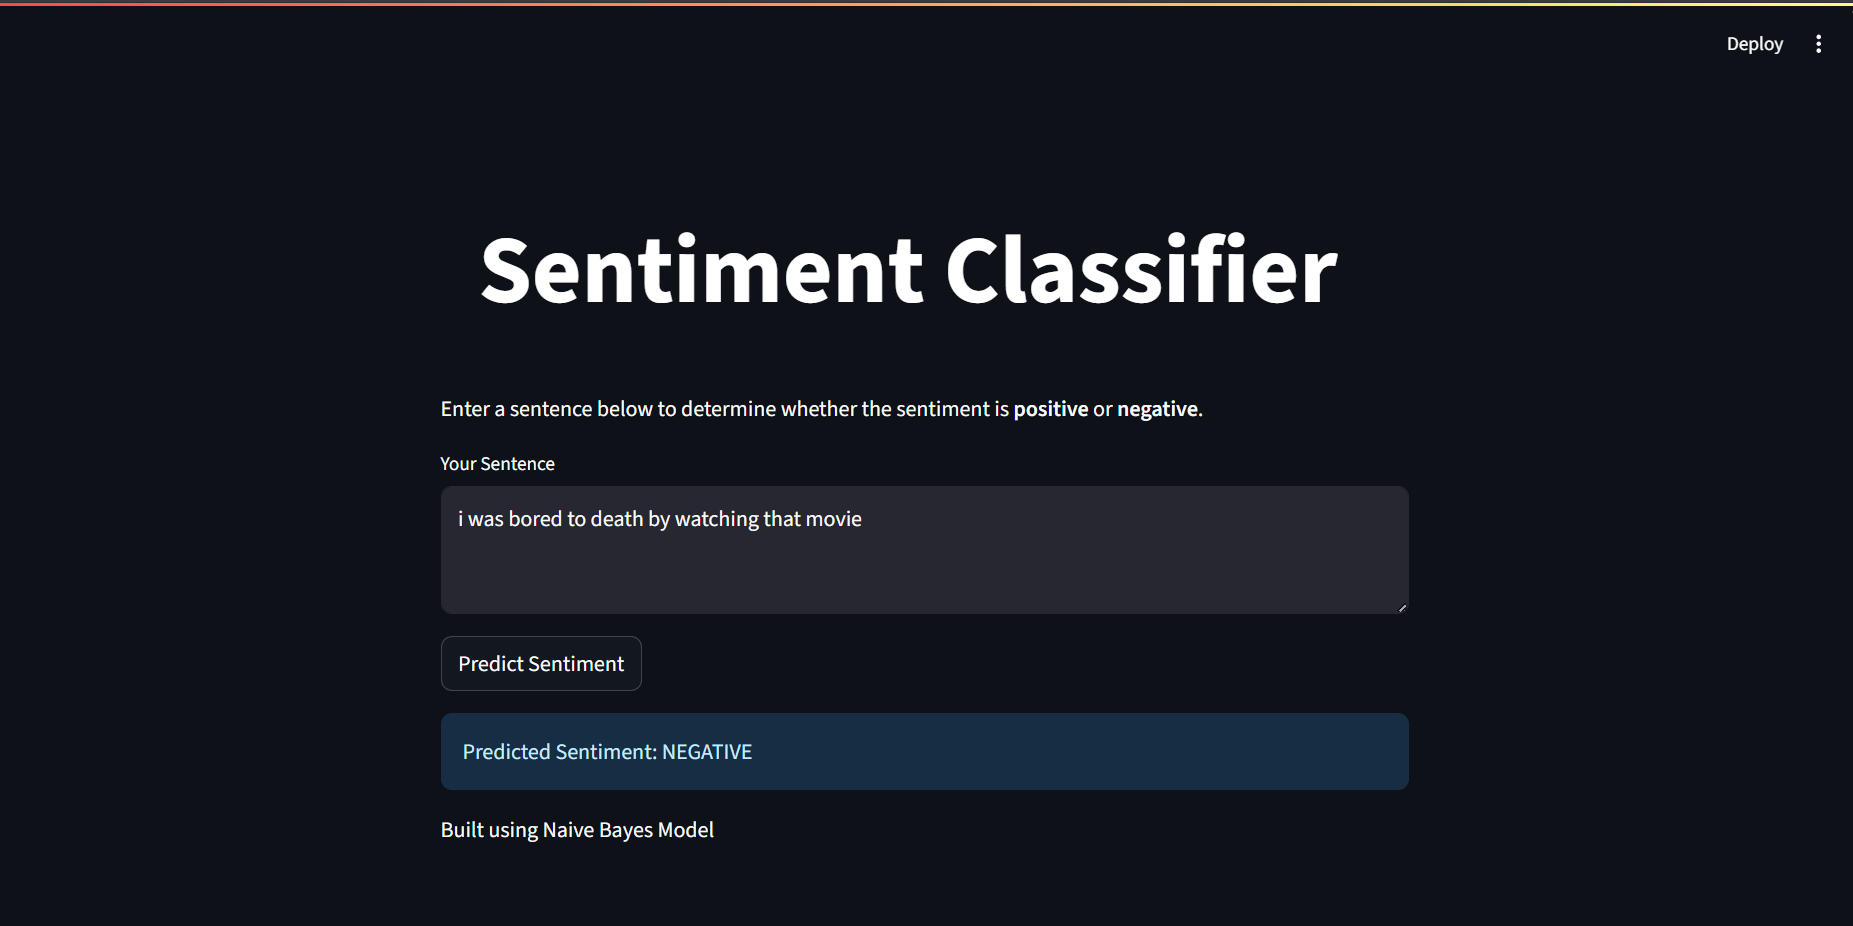 Deploy
Sentiment Classifier
Enter a sentence below to determine whether the sentiment is positive or negative.
Your Sentence
i was bored to death by watching that movie
Predict Sentiment
Predicted Sentiment: NEGATIVE
Built using Naive Bayes Model